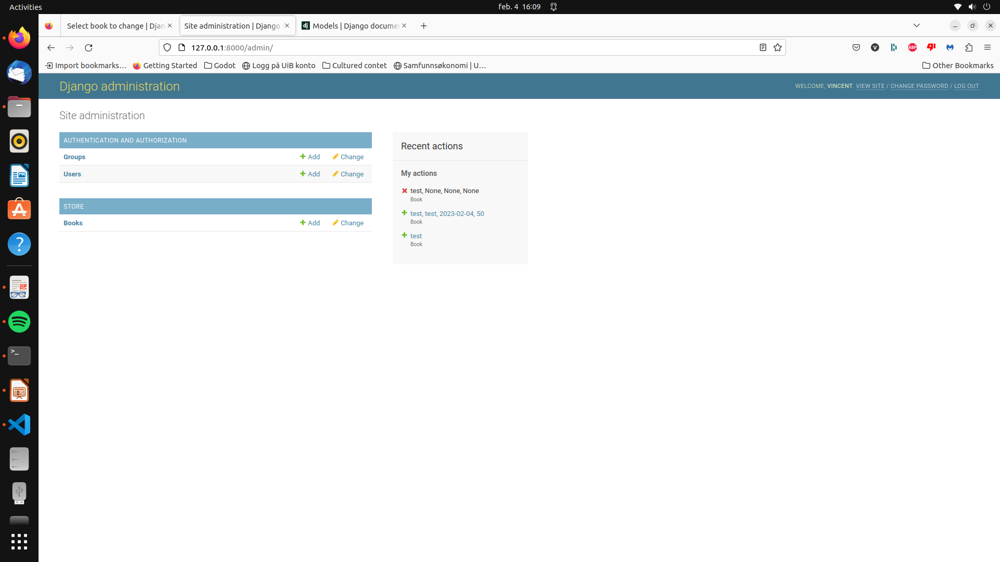 Activities
feb. 4 16:09
Select book to change | Djan
Site administration | Django
dj Models | Django docume
127.0.0.1:8000/admin/
V
ABP
Import bookmarks…
Getting Started
Godot
Logg på UiB konto
Cultured contet
Samfunnsøkonomi | U…
Other Bookmarks
Django administration
WELCOME, VINCENT. VIEW SITE / CHANGE PASSWORD / LOG OUT
Site administration
AUTHENTICATION AND AUTHORIZATION
Groups Add Change
Users Add Change
STORE
Books Add Change
Recent actions
My actions
test, None, None, None
Book
test, test, 2023-02-04, 50
Book
test
Book